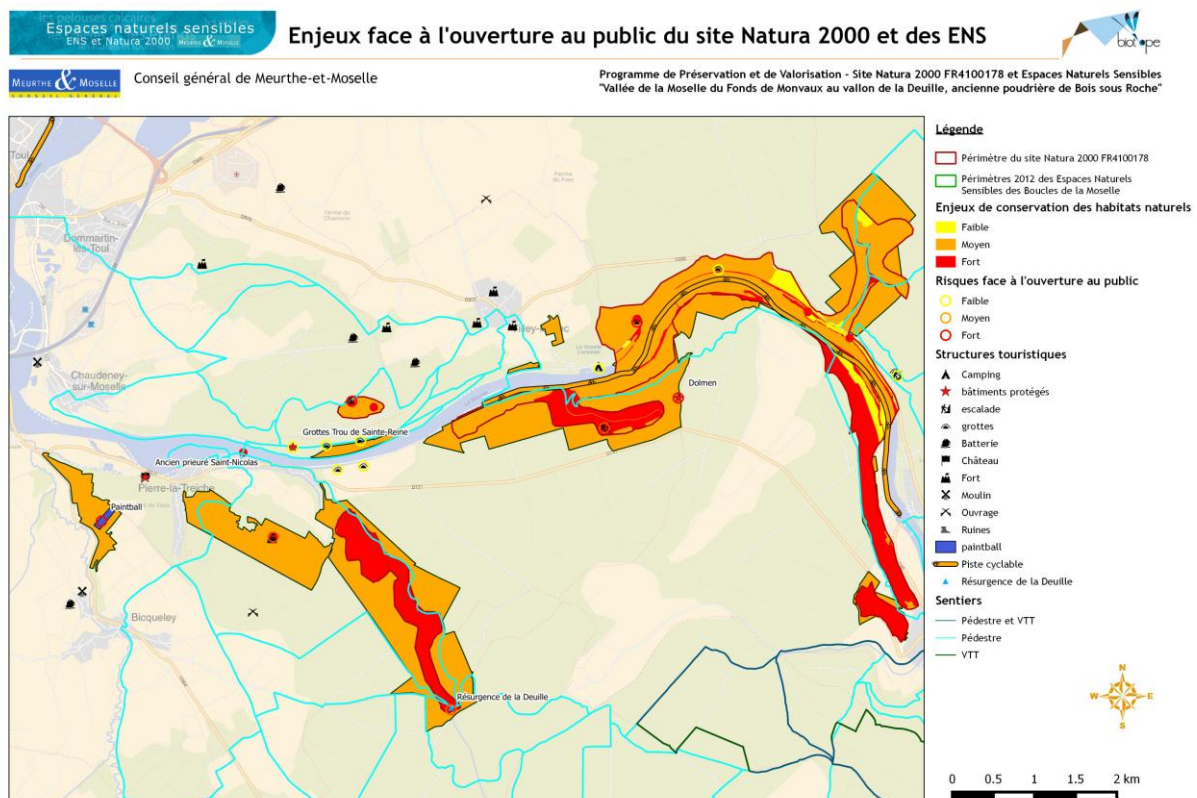 les pelouses calcaires
Espaces naturels sensibles
ENS et Natura 2000 MEURTHE & MOSELLE
Enjeux face à l'ouverture au public du site Natura 2000 et des ENS
biotope
MEURTHE & MOSELLE
CONSEIL GENERAL
Conseil général de Meurthe-et-Moselle
Programme de Préservation et de Valorisation - Site Natura 2000 FR4100178 et Espaces Naturels Sensibles
"Vallée de la Moselle du Fonds de Monvaux au vallon de la Deuille, ancienne poudrière de Bois sous Roche"
Toul
Dommartin-
lès-Toul
Chaudeney-
sur-Moselle
Dolmen
Grottes Trou de Sainte-Reine
Ancien prieuré Saint-Nicolas
Pierre-la-Treiche
Paintball
Bicqueley
Résurgence de la Deuille
Légende
Périmètre du site Natura 2000 FR4100178
Périmètres 2012 des Espaces Naturels
Sensibles des Boucles de la Moselle
Enjeux de conservation des habitats naturels
Faible
Moyen
Fort
Risques face à l'ouverture au public
Faible
Moyen
Fort
Structures touristiques
Camping
bâtiments protégés
escalade
grottes
Batterie
Château
Fort
Moulin
Ouvrage
Ruines
paintball
Piste cyclable
Résurgence de la Deuille
Sentiers
Pédestre et VTT
Pédestre
VTT
N
W E
S
0 0.5 1 1.5 2 km